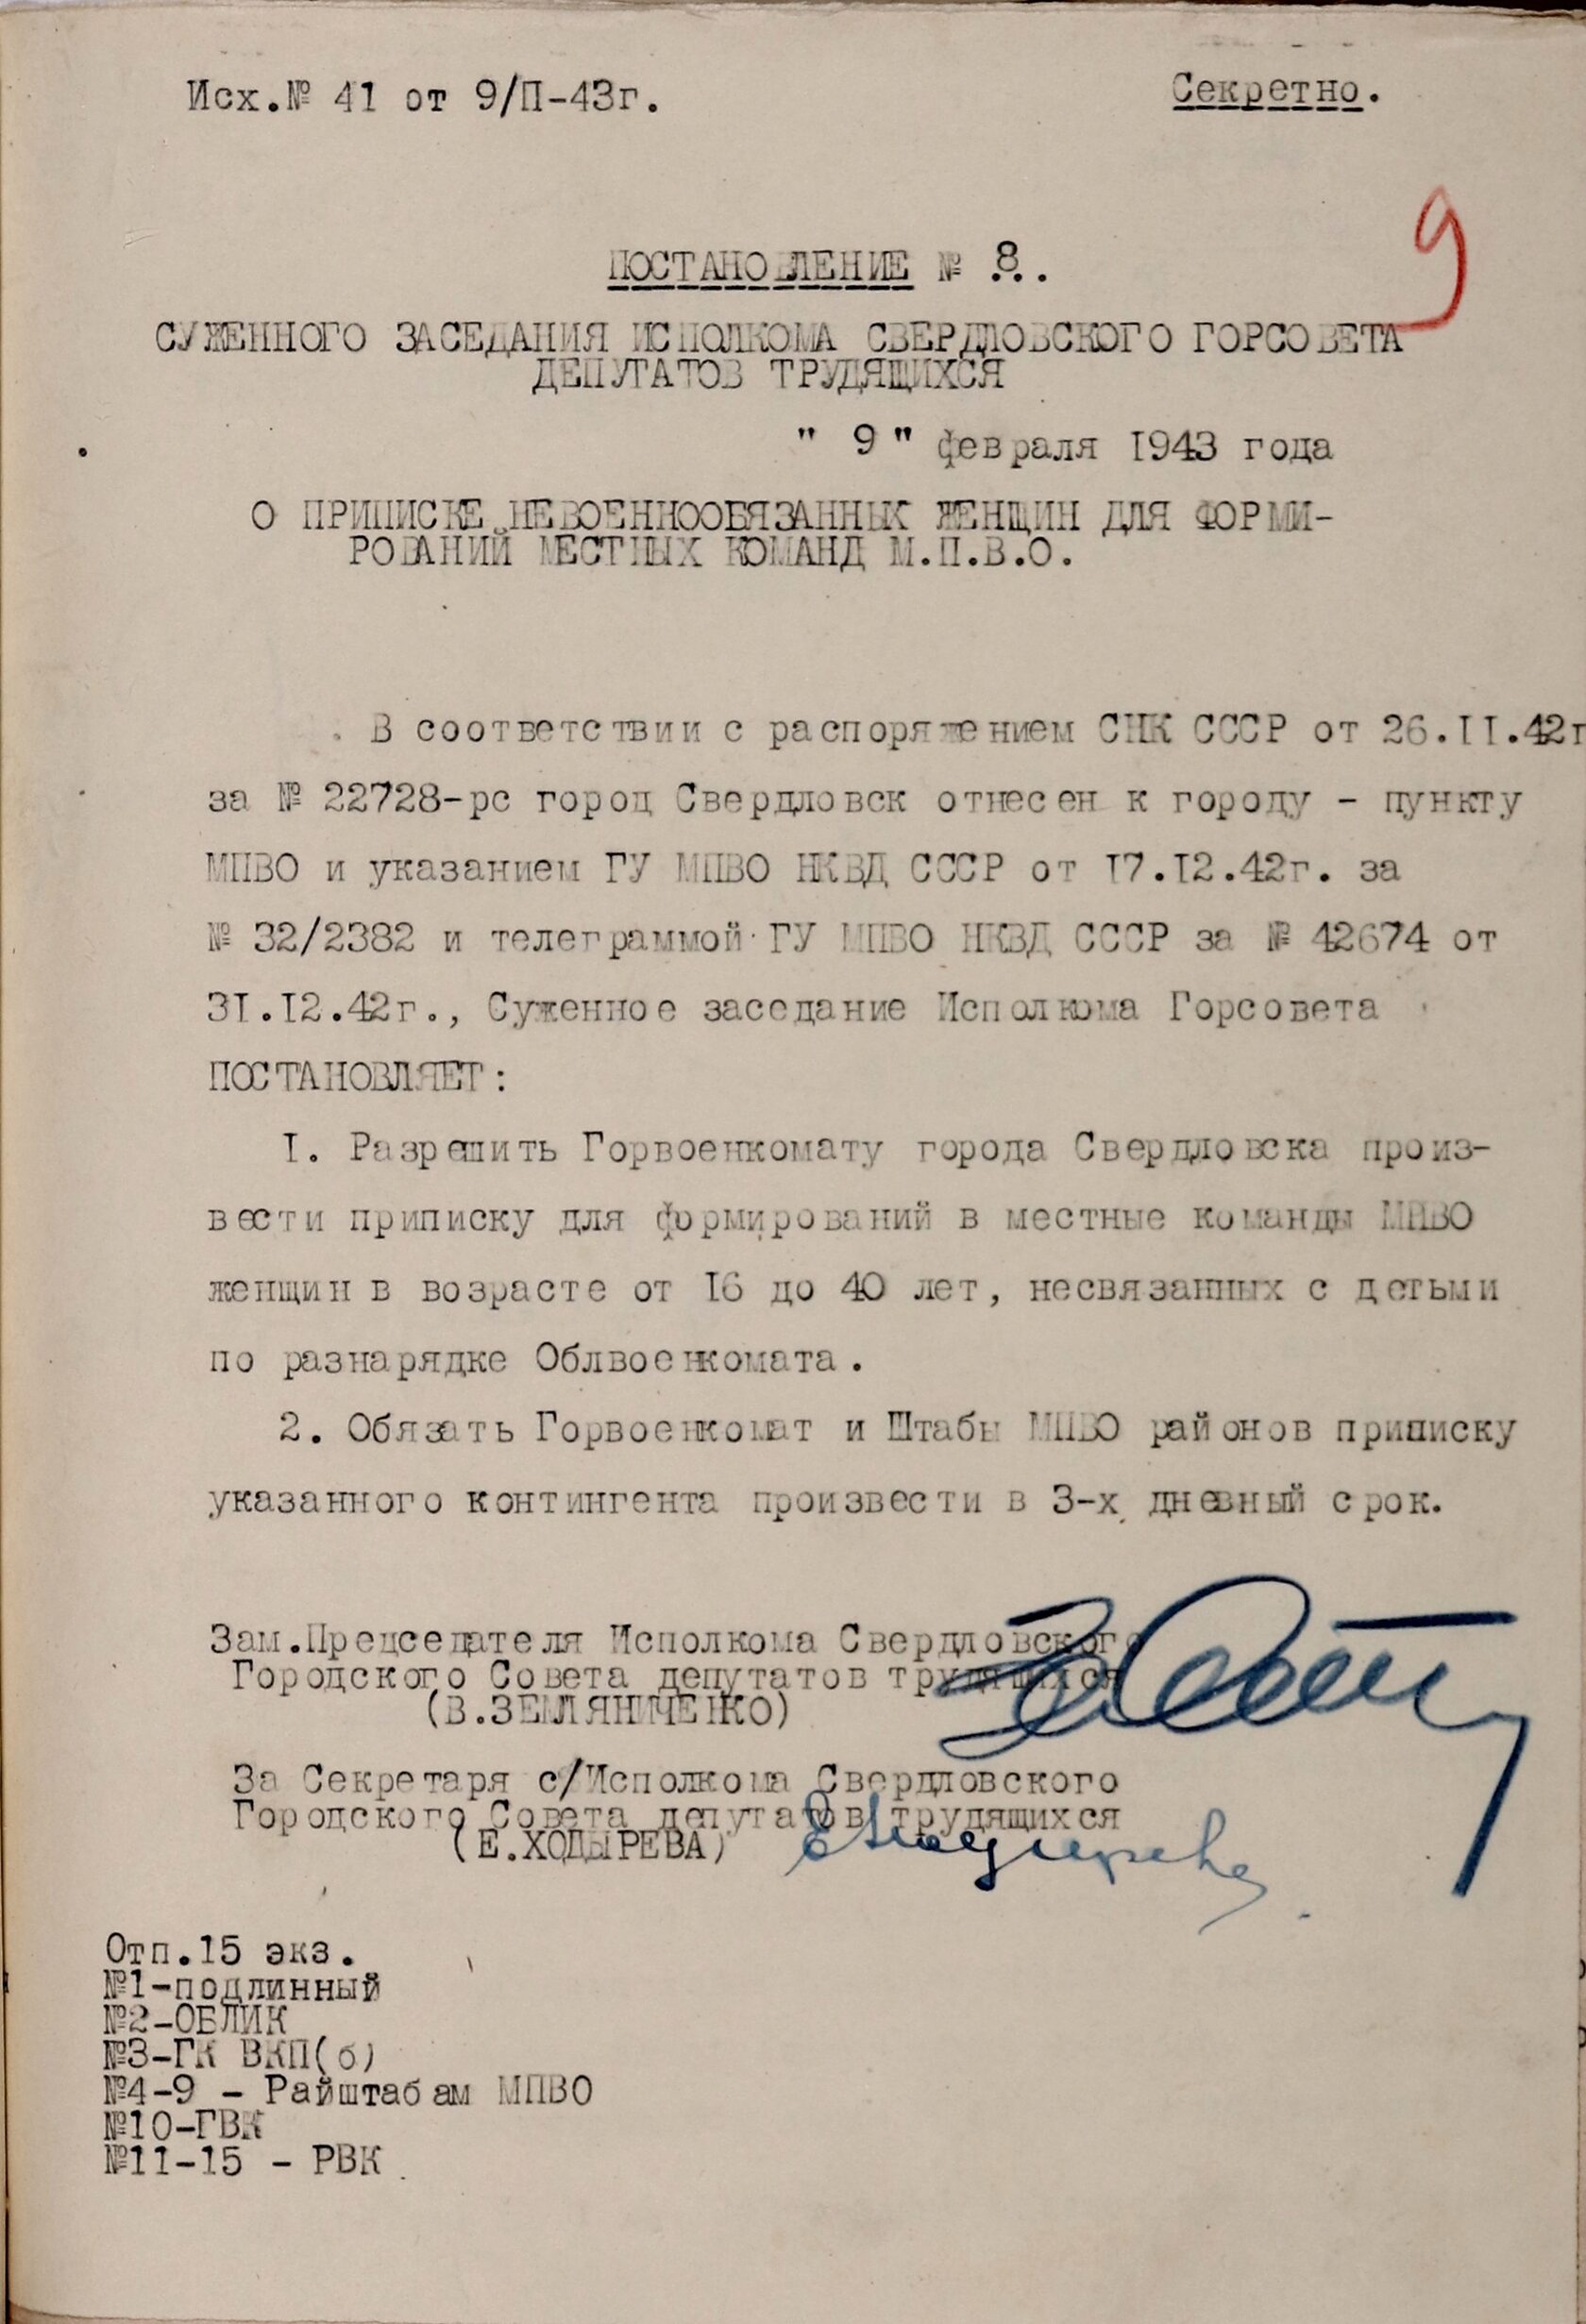 Исх.№ 41 от 9/П-43г.
Секретно.
9
ПОСТАНОВЛЕНИЕ № 8..
СУЖЕННОГО ЗАСЕДАНИЯ ИСПОЛКОМА СВЕРДЛОВСКОГО ГОРСОВЕТА
ДЕПУТАТОВ ТРУДЯЩИХСЯ
" 9 " февраля 1943 года
О ПРИПИСКЕ НЕВОЕННООБЯЗАННЫХ ЖЕНЩИН ДЛЯ ФОРМИ-
РОВАНИЙ МЕСТНЫХ КОМАНД М.П.В.О.
В соответствии с распоряжением СНК СССР от 26.II.42г
за № 22728-рс город Свердловск отнесен к городу - пункту
МПВО и указанием ГУ МПВО НКВД СССР от I7.I2.42г. за
№ 32/2382 и телеграммой ГУ МПВО НКВД СССР за № 42674 от
3I.I2.42г., Суженное заседание Исполкома Горсовета
ПОСТАНОВЛЯЕТ:
I. Разрешить Горвоенкомату города Свердловска произ-
вести приписку для формирований в местные команды МПВО
женщин в возрасте от I6 до 40 лет, несвязанных с детьми
по разнарядке Облвоенкомата.
2. Обязать Горвоенкомат и Штабы МПВО районов приписку
указанного контингента произвести в 3-х дневный срок.
Зам.Председателя Исполкома Свердловского
Городского Совета депутатов трудящихся
(В.ЗЕМЛЯНИЧЕНКО)
За Секретаря с/Исполкома Свердловского
Городского Совета депутатов трудящихся
(Е.ХОДЫРЕВА)
Отп.15 экз.
№1-подлинный
№2-ОБЛИК
№3-ГК ВКП(б)
№4-9 - Райштабам МПВО
№10-ГВК
№11-15 - РВК